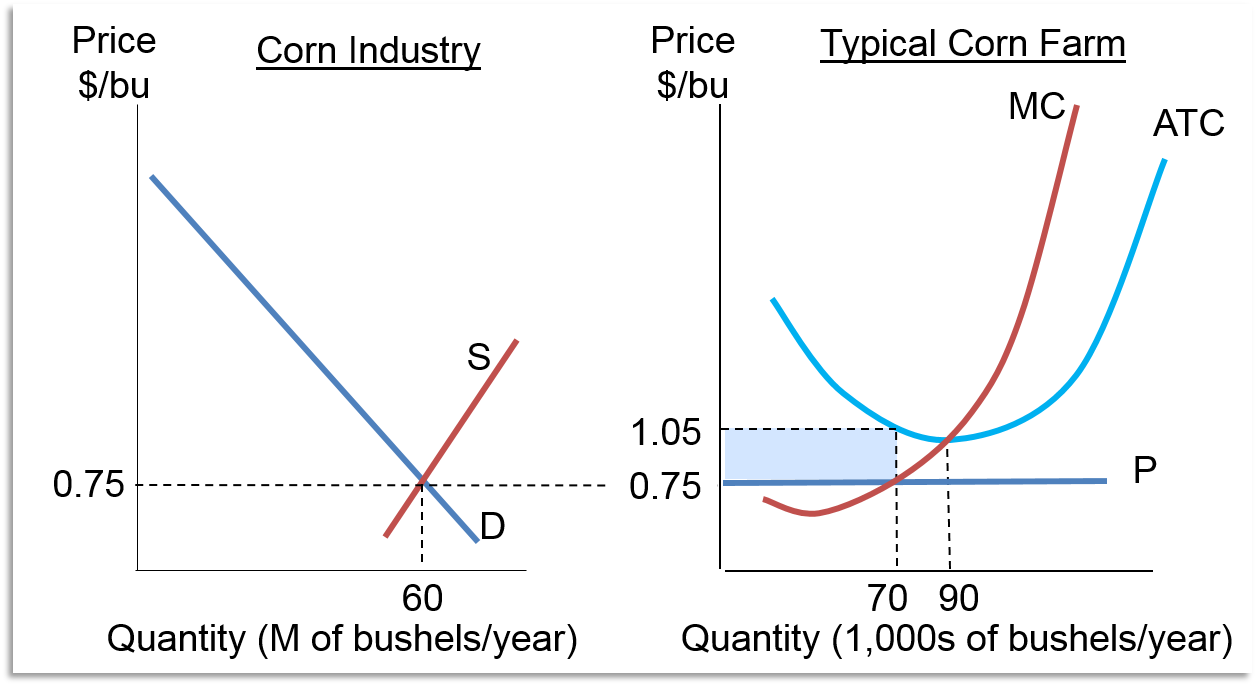 Price
$/bu
Corn Industry
S
0.75
D
60
Quantity (M of bushels/year)
Price
$/bu
Typical Corn Farm
MC
ATC
1.05
0.75
P
70
90
Quantity (1,000s of bushels/year)